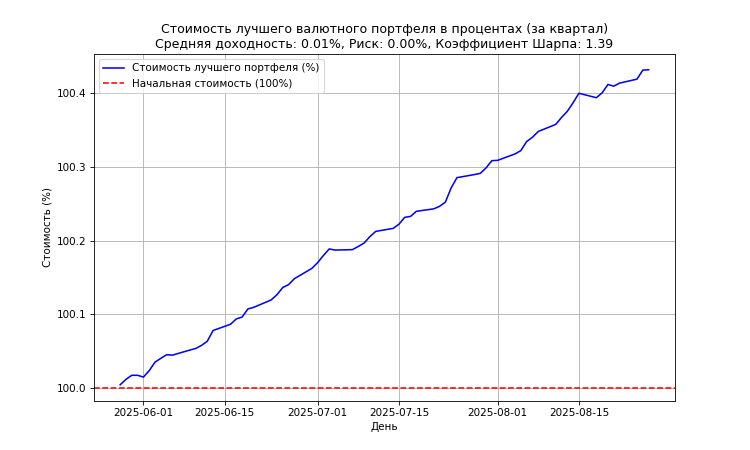 Стоимость лучшего валютного портфеля в процентах (за квартал)
Средняя доходность: 0.01%, Риск: 0.00%, Коэффициент Шарпа: 1.39
Стоимость лучшего портфеля (%)
Начальная стоимость (100%)
Стоимость (%)
100.4
100.3
100.2
100.1
100.0
2025-06-01
2025-06-15
2025-07-01
2025-07-15
2025-08-01
2025-08-15
День